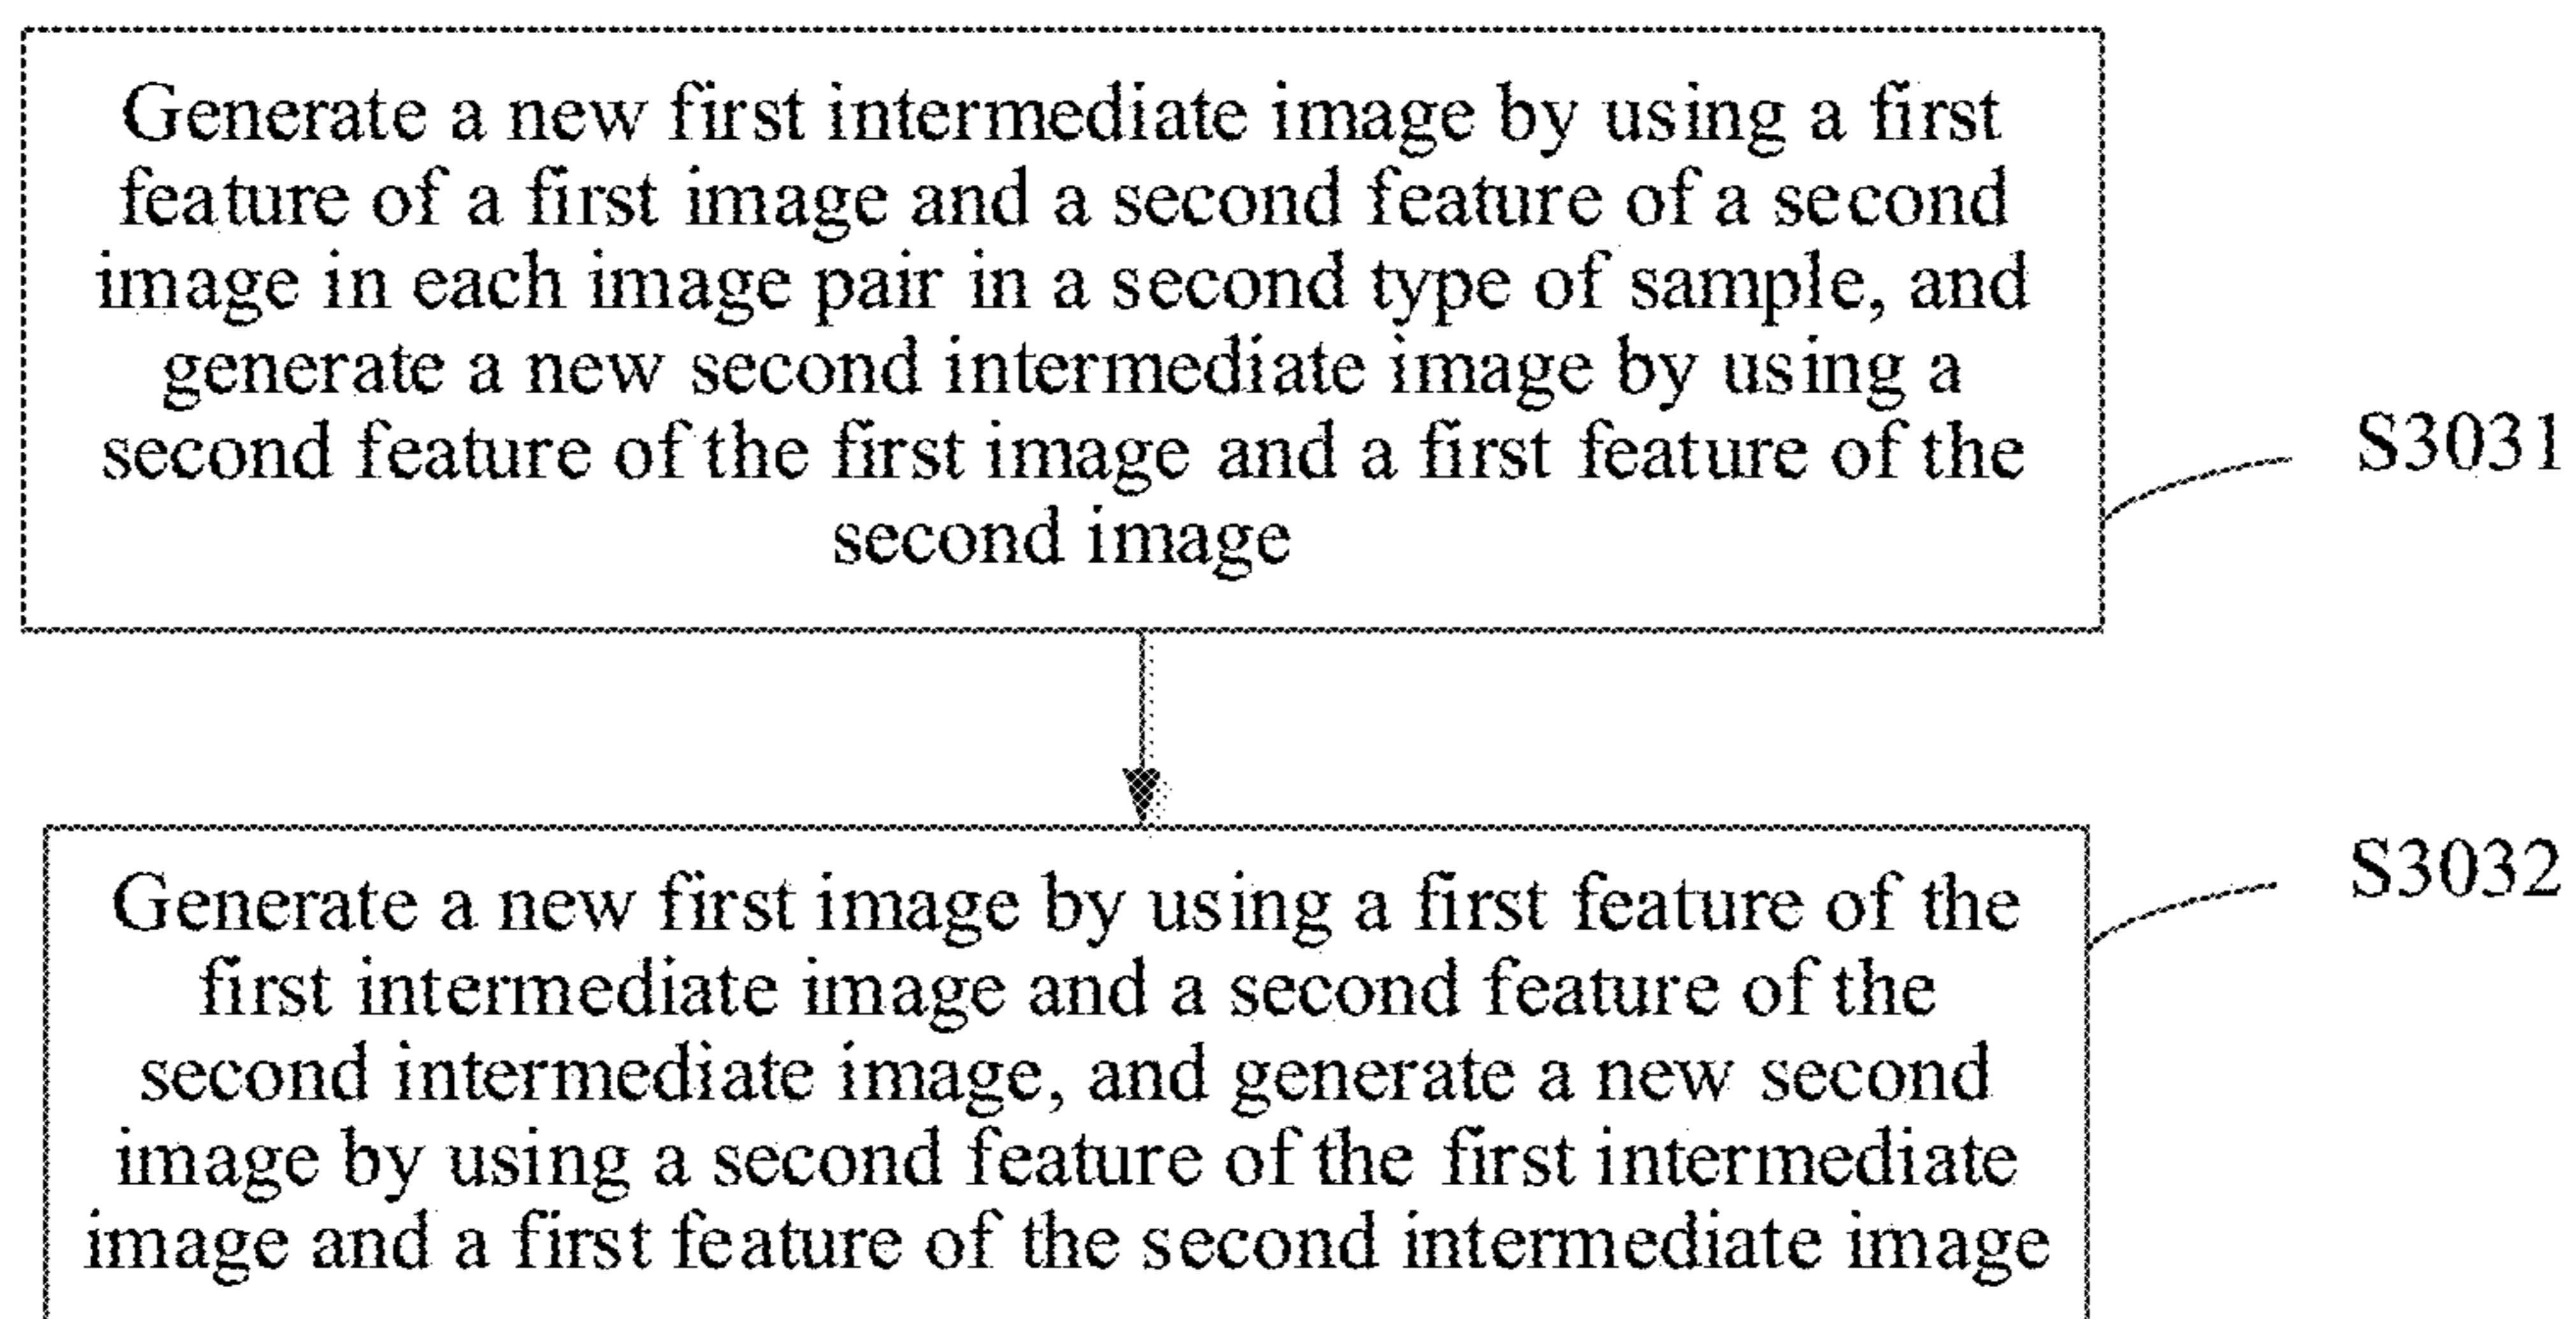 Generate a new first intermediate image by using a first
feature of a first image and a second feature of a second
image in each image pair in a second type of sample, and
generate a new second intermediate image by using a
second feature of the first image and a first feature of the
second image
S3031
S3032
Generate a new first image by using a first feature of the
first intermediate image and a second feature of the
second intermediate image, and generate a new second
image by using a second feature of the first intermediate
image and a first feature of the second intermediate image